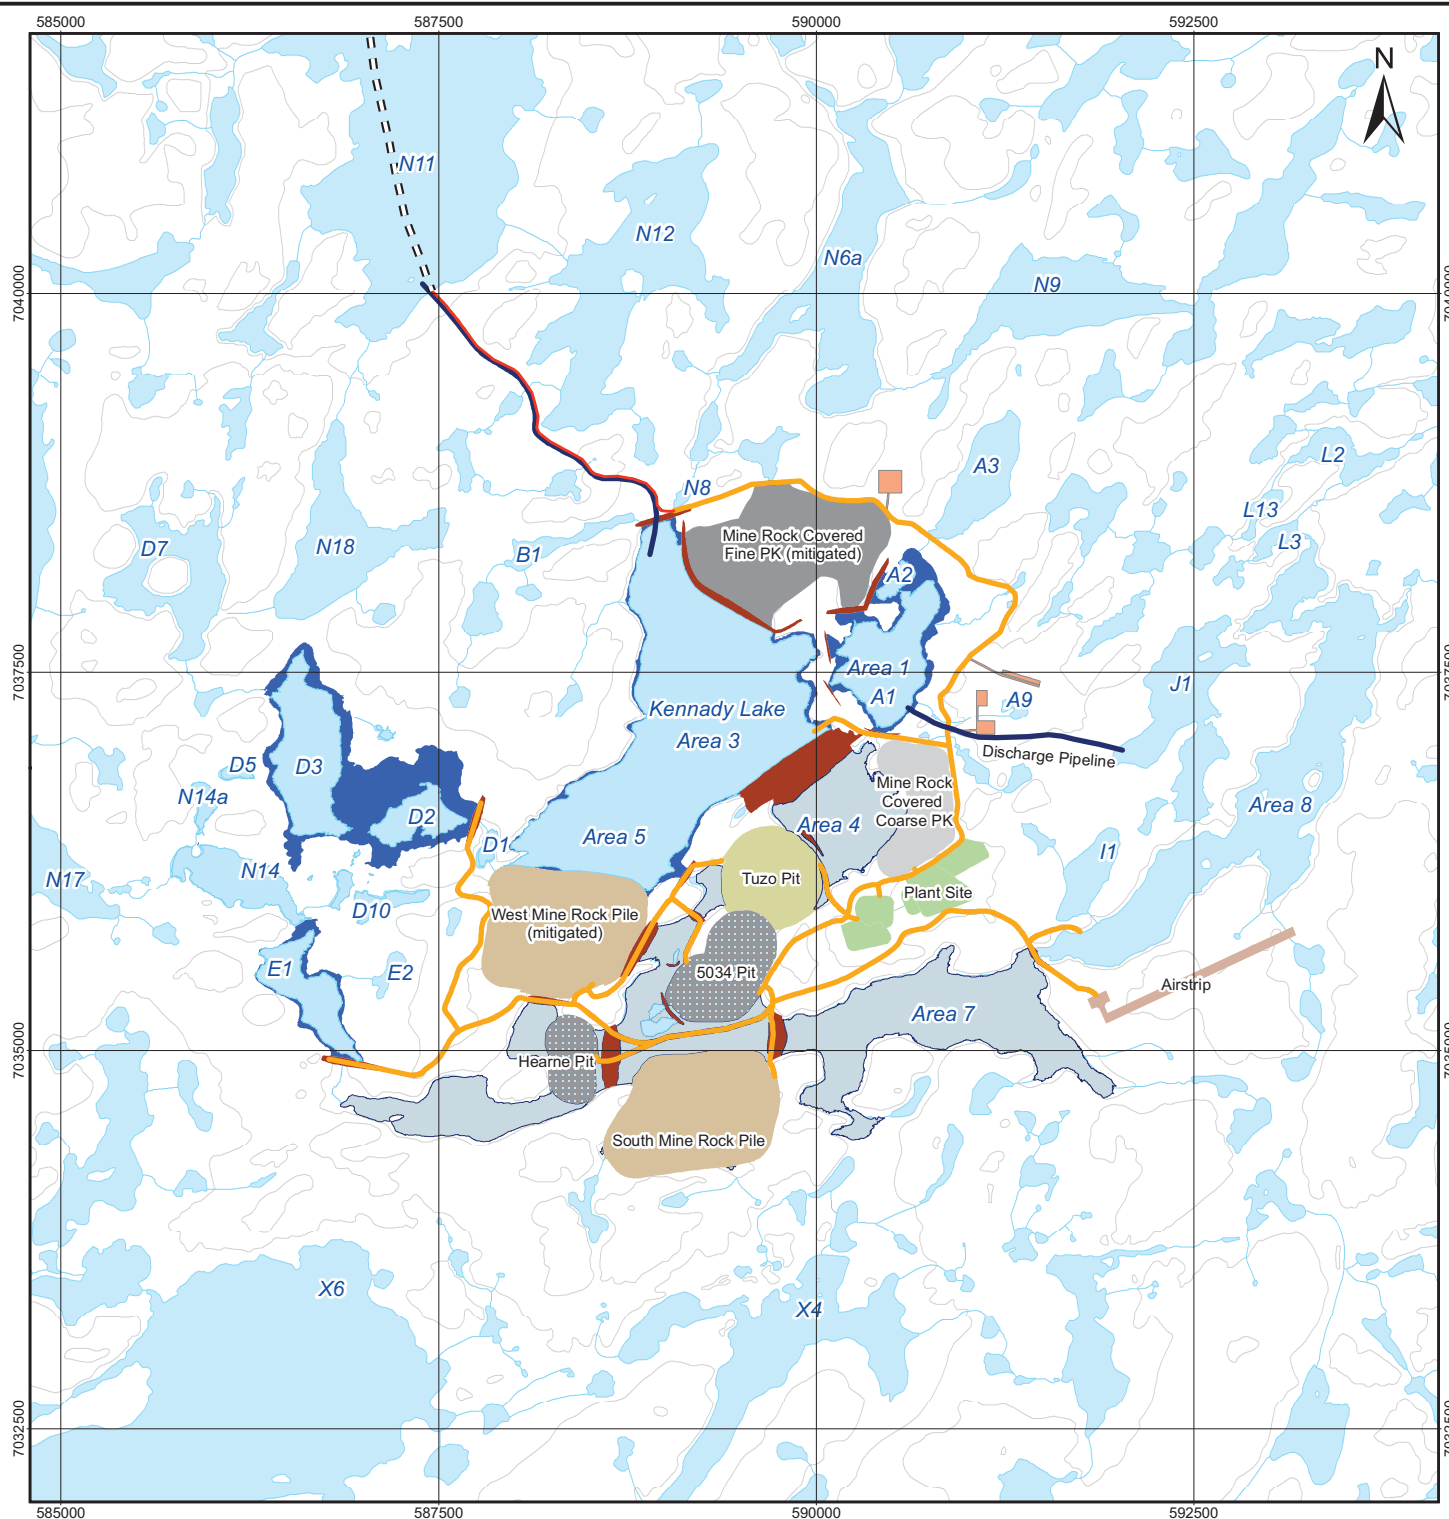 585000
587500
590000
592500
N
N11
N12
N6a
N9
7040000
7040000
L2
A3
N8
L13
L3
Mine Rock Covered
Fine PK (mitigated)
D7
N18
B1
A2
7037500
7037500
Area 1
A1
J1
A9
Kennady Lake
Area 3
Discharge Pipeline
D5
D3
N14a
Mine Rock
Covered
Coarse PK
Area 8
D2
Area 4
Area 5
D1
I1
N17
N14
Tuzo Pit
Plant Site
D10
West Mine Rock Pile
(mitigated)
E1
E2
5034 Pit
Airstrip
Area 7
7035000
7035000
Hearne Pit
South Mine Rock Pile
X6
X4
7032500
7032500
585000
587500
590000
592500